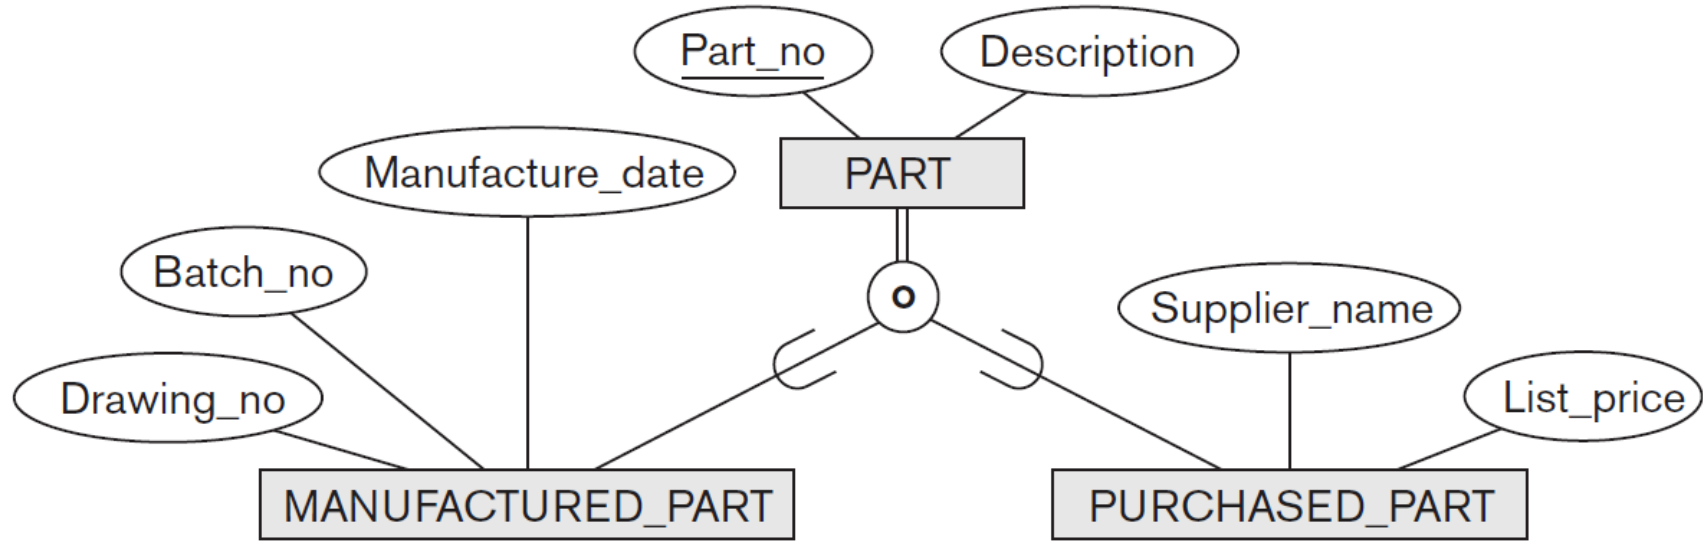 Part_no
Description
PART
Manufacture_date
Batch_no
Drawing_no
o
Supplier_name
List_price
MANUFACTURED_PART
PURCHASED_PART